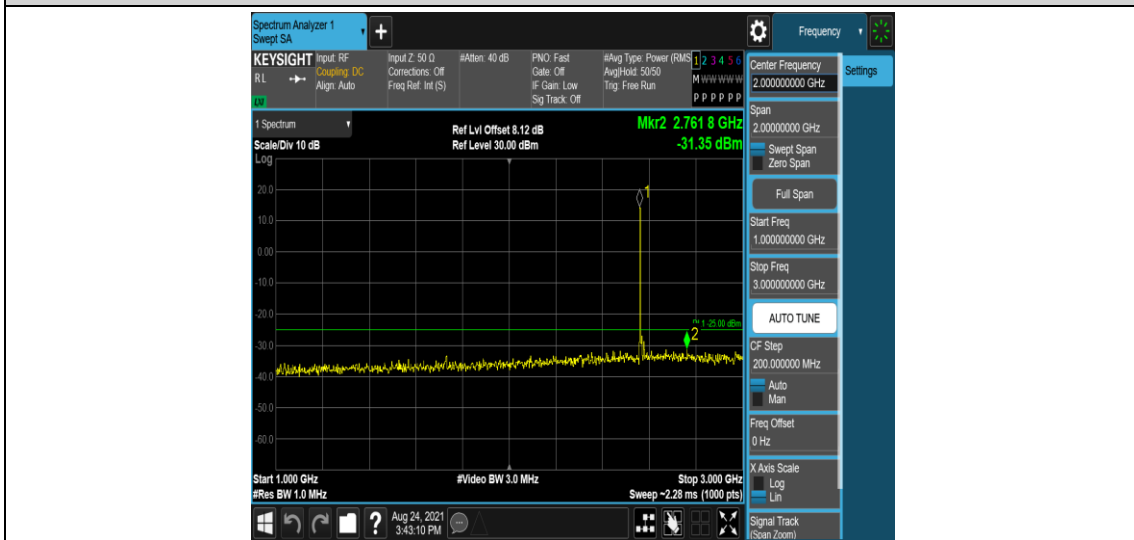 Spectrum Analyzer 1
Swept SA
Frequency
KEYSIGHT
RL
Input: RF
Coupling: DC
Align: Auto
Input Z: 50 Ω
Corrections: Off
Freq Ref: Int (S)
#Atten: 40 dB
PNO: Fast
Gate: Off
IF Gain: Low
Sig Track: Off
#Avg Type: Power (RMS
Avg|Hold: 50/50
Trig: Free Run
1 2 3 4 5 6
M W W W W W
P P P P P P
1 Spectrum
Scale/Div 10 dB
Log
Ref Lvl Offset 8.12 dB
Ref Level 30.00 dBm
Mkr2 2.761 8 GHz
-31.35 dBm
20.0
10.0
0.00
-10.0
-20.0
-30.0
-40.0
-50.0
-60.0
1
1 -25.00 dBm
2
Start 1.000 GHz
#Res BW 1.0 MHz
#Video BW 3.0 MHz
Stop 3.000 GHz
Sweep ~2.28 ms (1000 pts)
?
Aug 24, 2021
3:43:10 PM
Center Frequency
2.000000000 GHz
Settings
Span
2.00000000 GHz
Swept Span
Zero Span
Full Span
Start Freq
1.000000000 GHz
Stop Freq
3.000000000 GHz
AUTO TUNE
CF Step
200.000000 MHz
Auto
Man
Freq Offset
0 Hz
X Axis Scale
Log
Lin
Signal Track
(Span Zoom)